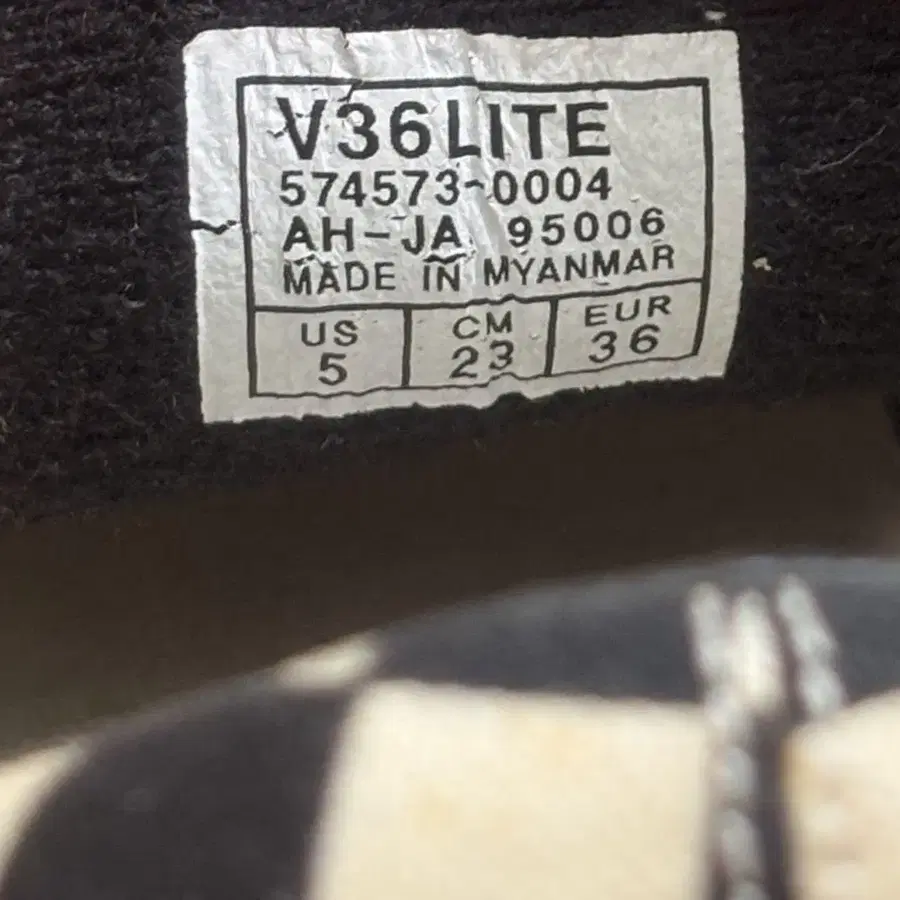 V36LITE
574573-0004
AH-JA 95006
MADE IN MYANMAR
US CM EUR
5 23 36